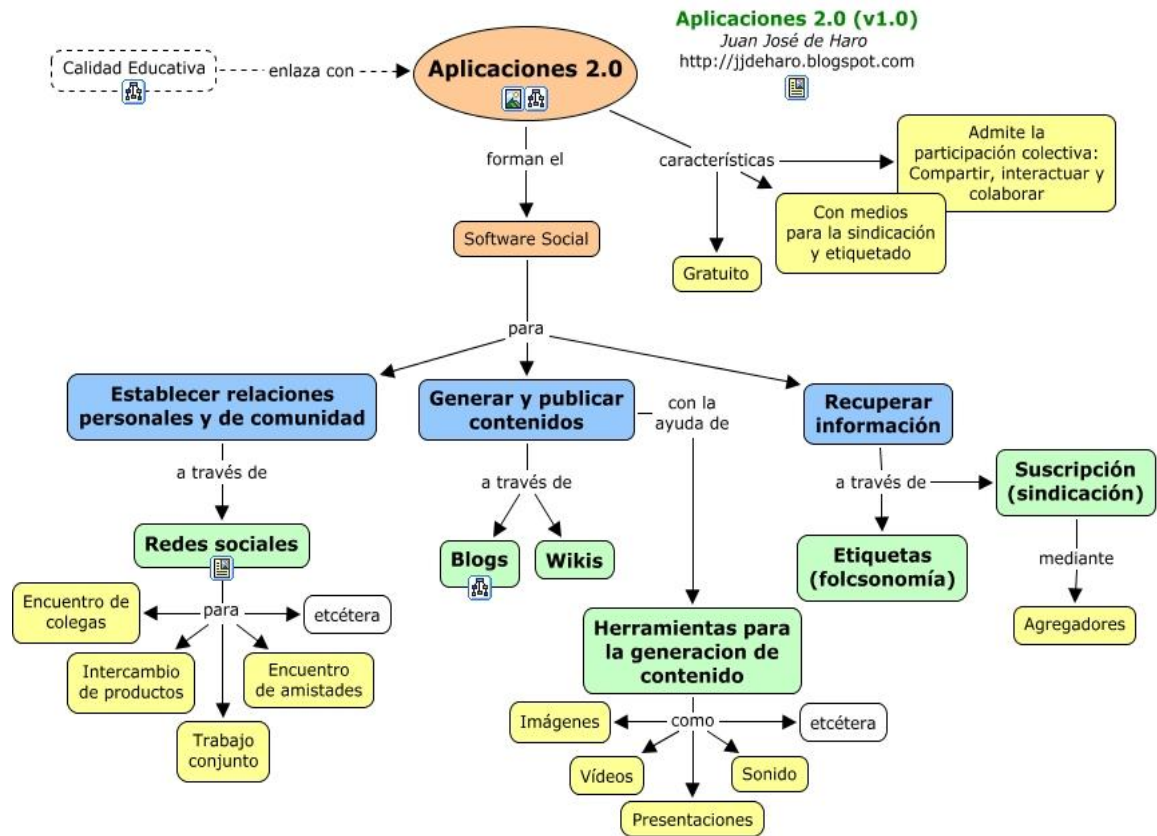 Aplicaciones 2.0 (v1.0)
Juan José de Haro
http://jjdeharo.blogspot.com
Calidad Educativa
enlaza con
Aplicaciones 2.0
forman el
características
Admite la
participación colectiva:
Compartir, interactuar y
colaborar
Con medios
para la sindicación
y etiquetado
Gratuito
Software Social
para
Establecer relaciones
personales y de comunidad
Generar y publicar
contenidos
con la
ayuda de
Recuperar
información
a través de
Redes sociales
para
Encuentro de
colegas
etcétera
Intercambio
de productos
Encuentro
de amistades
Trabajo
conjunto
a través de
Blogs
Wikis
Herramientas para
la generacion de
contenido
como
Imágenes
etcétera
Vídeos
Sonido
Presentaciones
a través de
Suscripción
(sindicación)
Etiquetas
(folcsonomía)
mediante
Agregadores